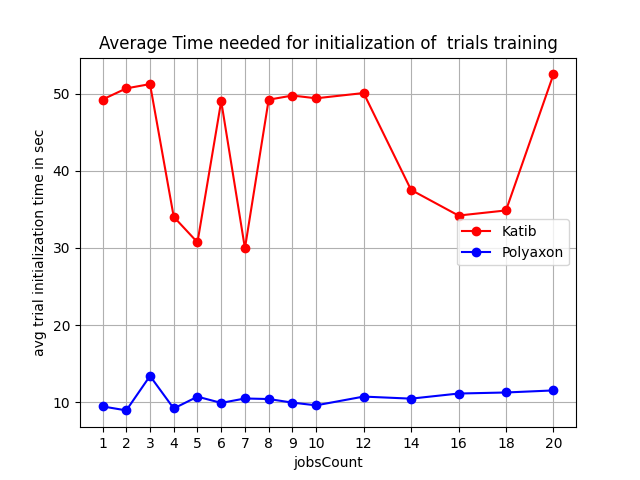 Average Time needed for initialization of  trials training
avg trial initialization time in sec
50
40
30
20
10
Katib
Polyaxon
1 2 3 4 5 6 7 8 9 10 12 14 16 18 20
jobsCount